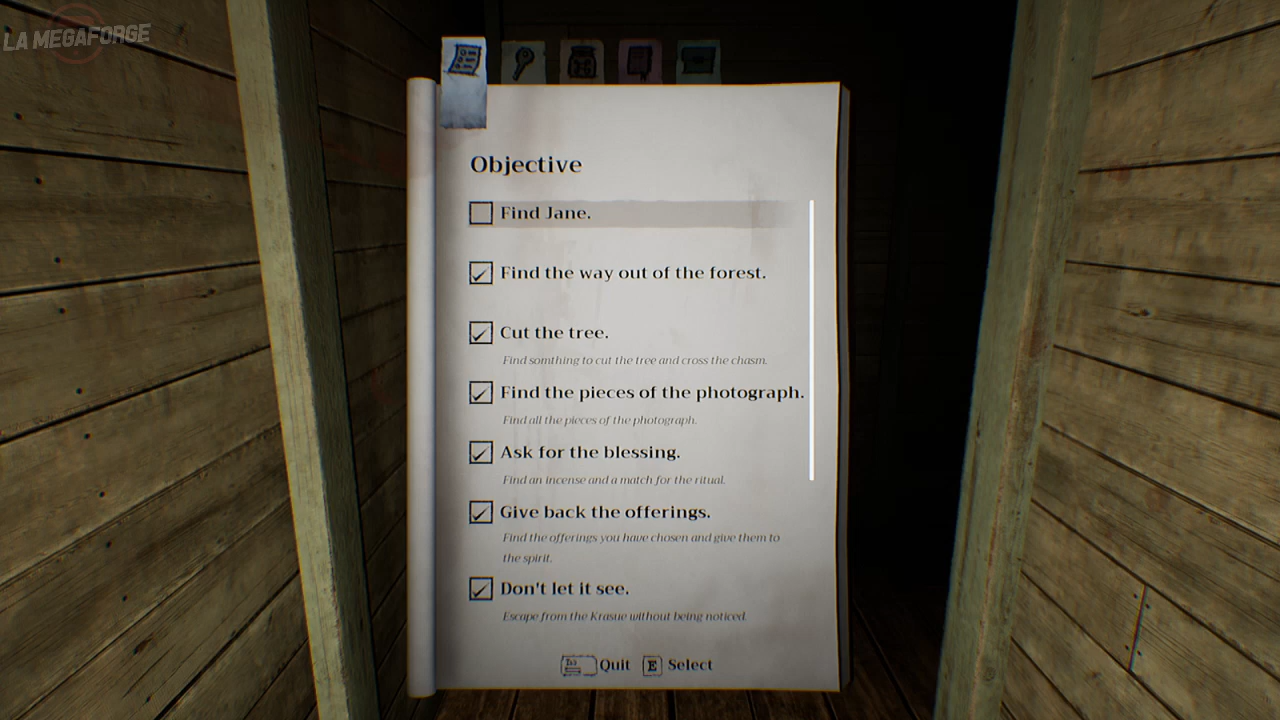 LA MEGAFORGE
Objective
Find Jane.
Find the way out of the forest.
Cut the tree.
Find somthing to cut the tree and cross the chasm.
Find the pieces of the photograph.
Find all the pieces of the photograph.
Ask for the blessing.
Find an incense and a match for the ritual.
Give back the offerings.
Find the offerings you have chosen and give them to
the spirit.
Don't let it see.
Escape from the Krasue without being noticed.
Quit E Select